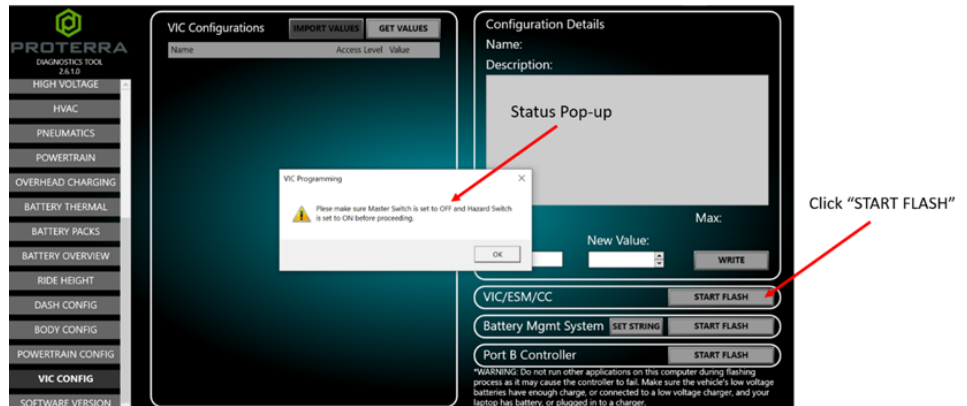 PROTERRA
DIAGNOSTICS TOOL
2.6.1.0
HIGH VOLTAGE
HVAC
PNEUMATICS
POWERTRAIN
OVERHEAD CHARGING
BATTERY THERMAL
BATTERY PACKS
BATTERY OVERVIEW
RIDE HEIGHT
DASH CONFIG
BODY CONFIG
POWERTRAIN CONFIG
VIC CONFIG
SOFTWARE VERSION
VIC Configurations
IMPORT VALUES
GET VALUES
Name Access Level Value
VIC Programming
Plese make sure Master Switch is set to OFF and Hazard Switch
is set to ON before proceeding.
OK
Configuration Details
Name:
Description:
Status Pop-up
Max:
New Value:
WRITE
VIC/ESM/CC START FLASH
Battery Mgmt System SET STRING START FLASH
Port B Controller START FLASH
*WARNING: Do not run other applications on this computer during flashing
process as it may cause the controller to fail. Make sure the vehicle's low voltage
batteries have enough charge, or connected to a low voltage charger, and your
laptop has battery, or plugged in to a charger.
Click “START FLASH”